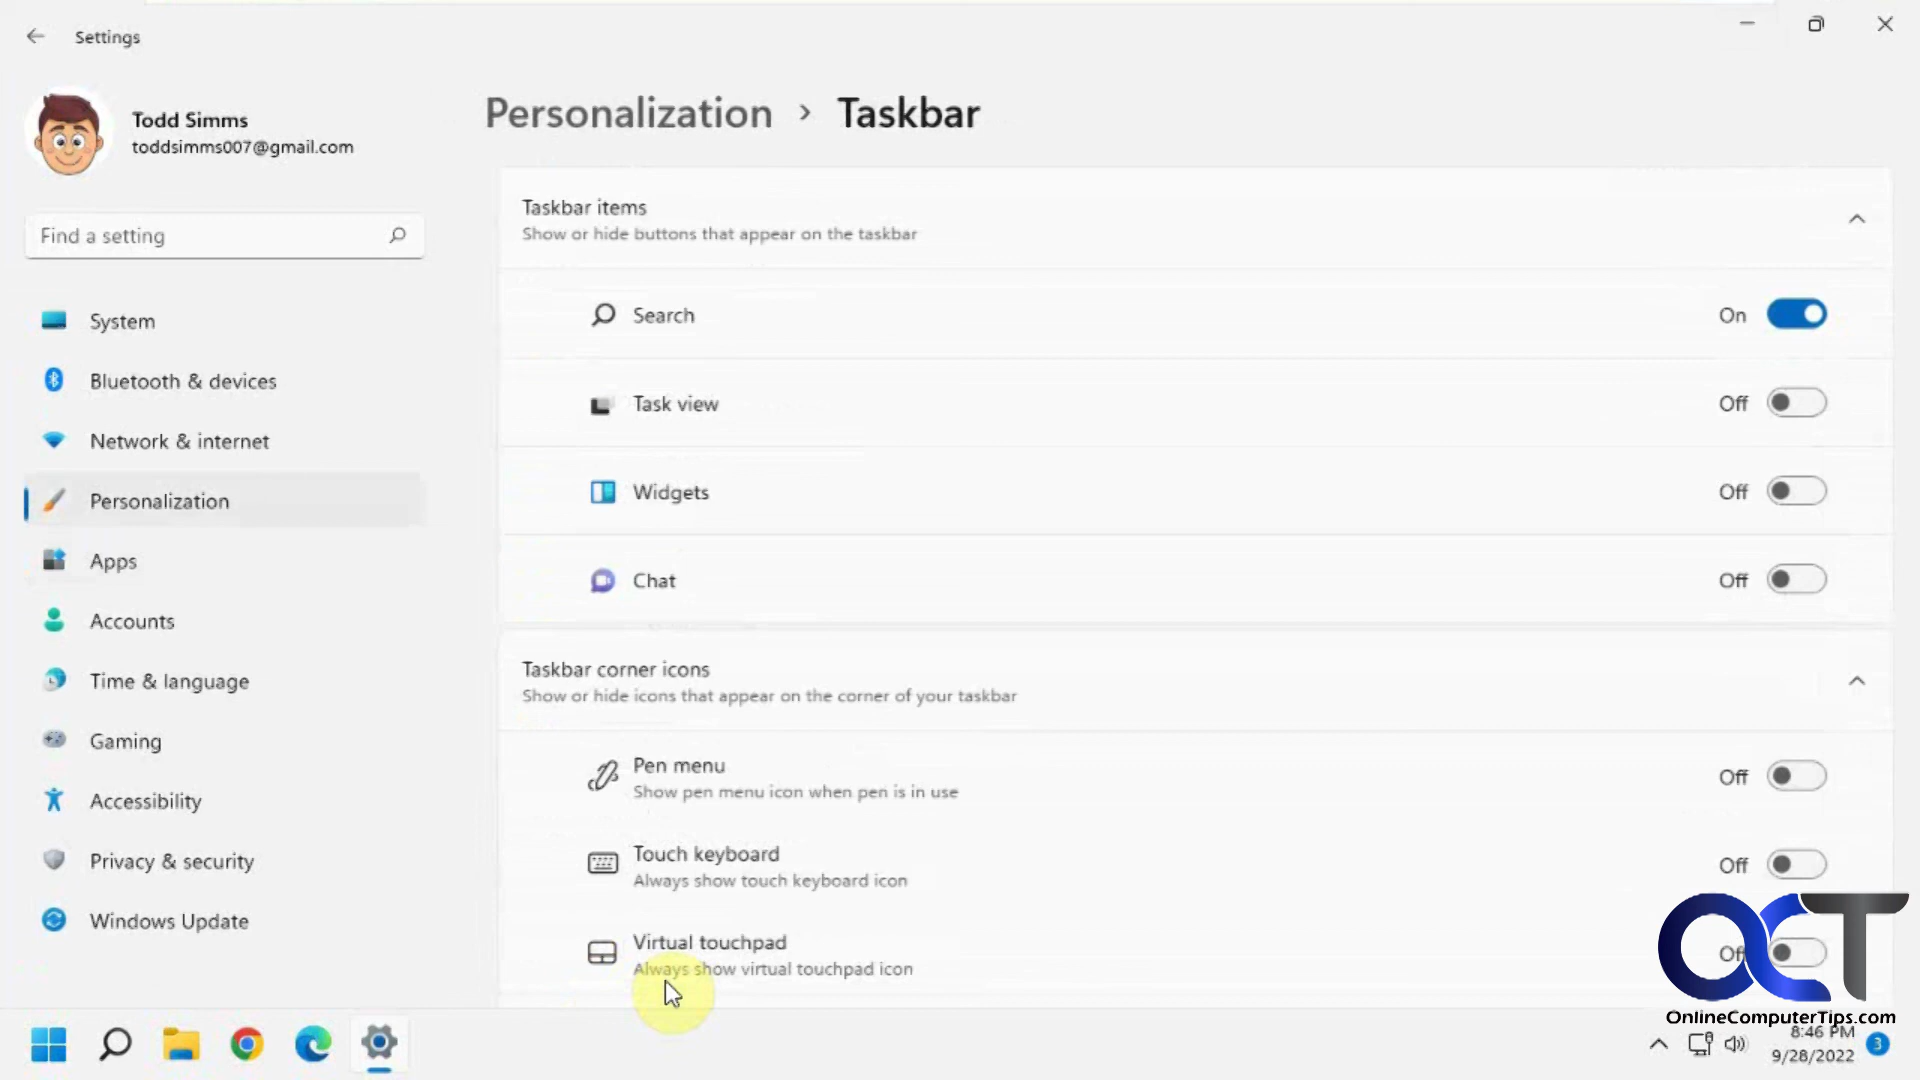 Settings
Todd Simms
toddsimms007@gmail.com
Find a setting
System
Bluetooth & devices
Network & internet
Personalization
Apps
Accounts
Time & language
Gaming
Accessibility
Privacy & security
Windows Update
Personalization > Taskbar
Taskbar items
Show or hide buttons that appear on the taskbar
Search On
Task view Off
Widgets Off
Chat Off
Taskbar corner icons
Show or hide icons that appear on the corner of your taskbar
Pen menu
Show pen menu icon when pen is in use
Off
Touch keyboard
Always show touch keyboard icon
Off
Virtual touchpad
Always show virtual touchpad icon
Off
OCT
OnlineComputerTips.com
8:46 PM
9/28/2022
3